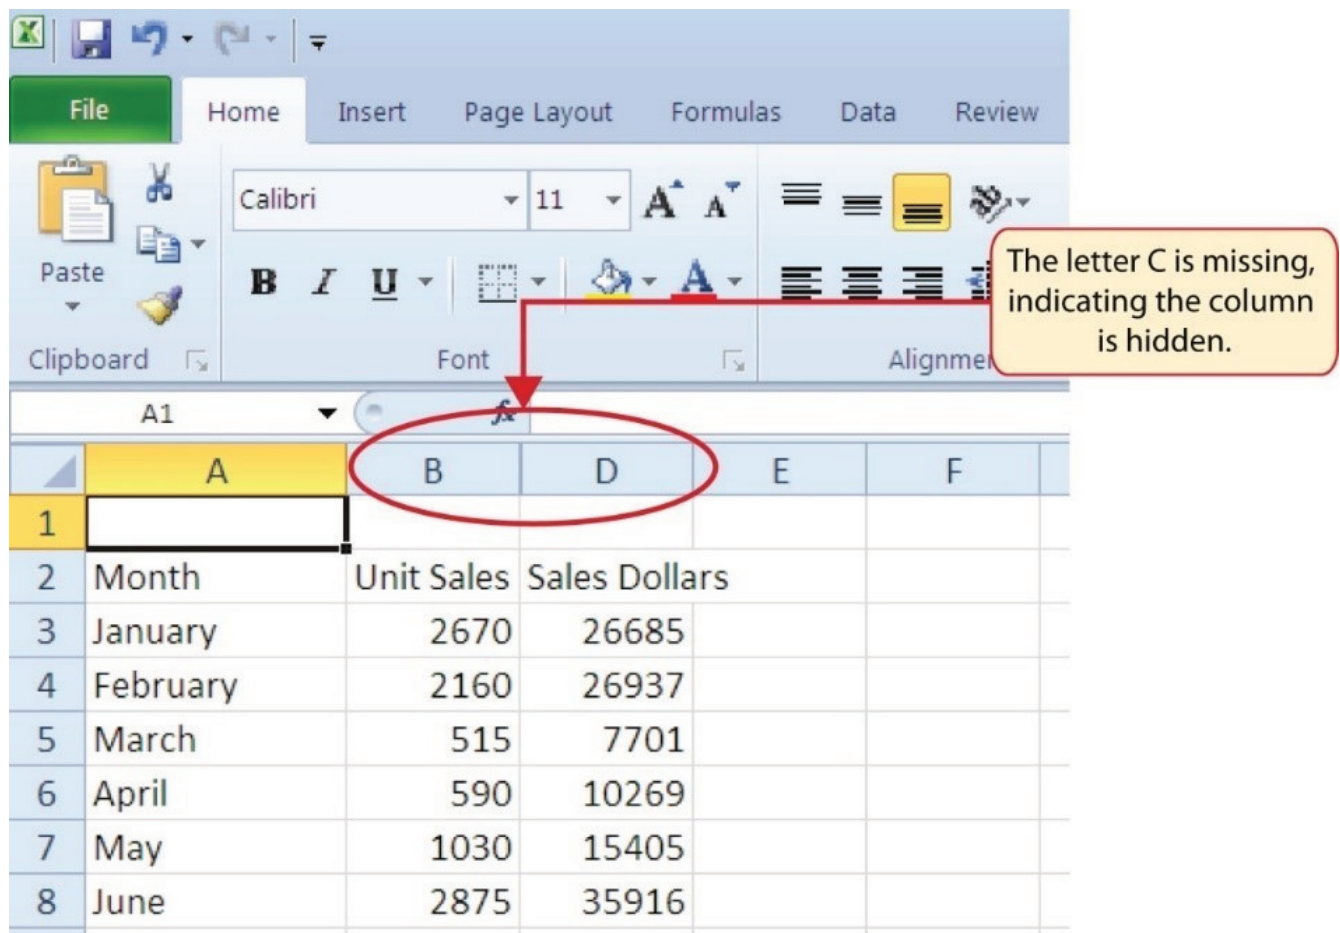 File Home Insert Page Layout Formulas Data Review
Calibri 11 A A
Paste
B I U A
Clipboard Font Alignme
The letter C is missing,
indicating the column
is hidden.
A1 fx
A B D E F
1
2 Month Unit Sales Sales Dollars
3 January 2670 26685
4 February 2160 26937
5 March 515 7701
6 April 590 10269
7 May 1030 15405
8 June 2875 35916